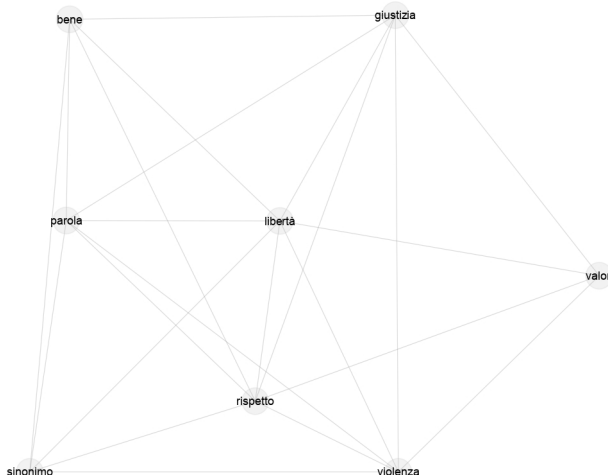 bene
giustizia
parola
libertà
valor
rispetto
sinonimo
violenza